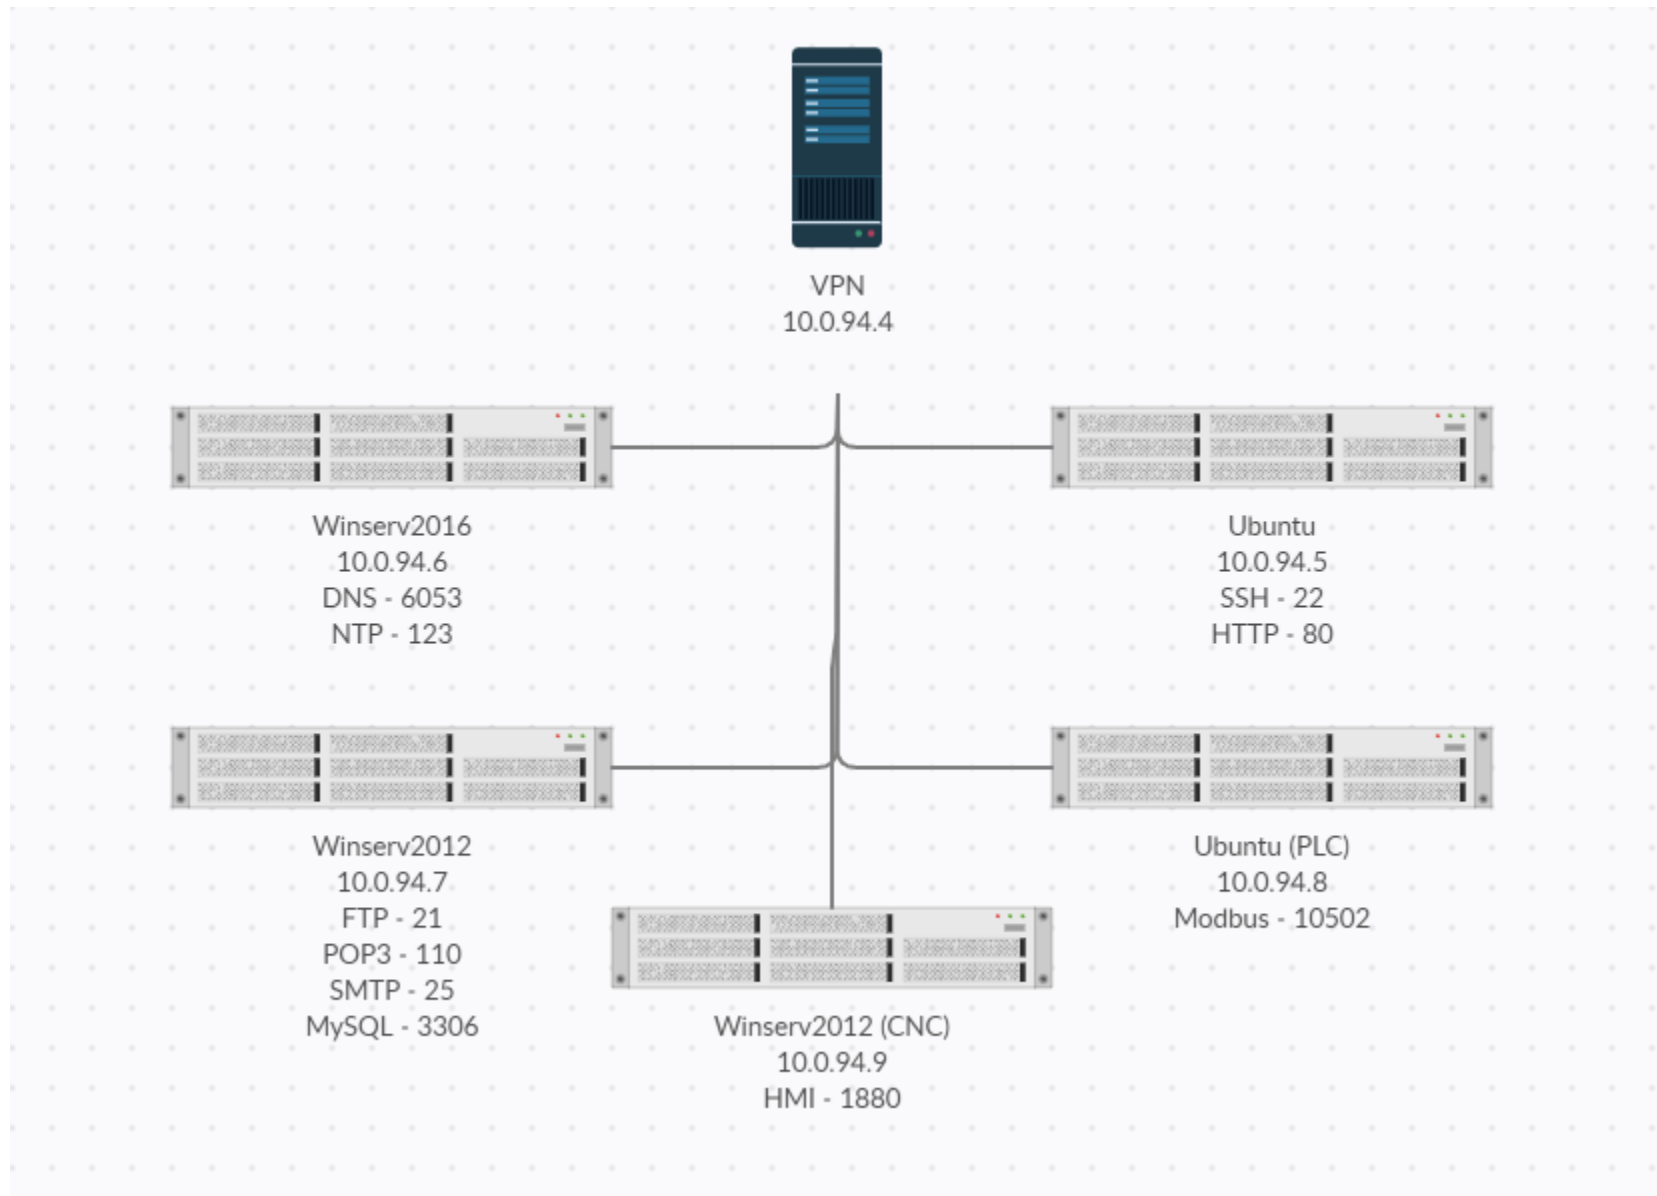 VPN
10.0.94.4
Winserv2016
10.0.94.6
DNS - 6053
NTP - 123
Ubuntu
10.0.94.5
SSH - 22
HTTP - 80
Winserv2012
10.0.94.7
FTP - 21
POP3 - 110
SMTP - 25
MySQL - 3306
Ubuntu (PLC)
10.0.94.8
Modbus - 10502
Winserv2012 (CNC)
10.0.94.9
HMI - 1880